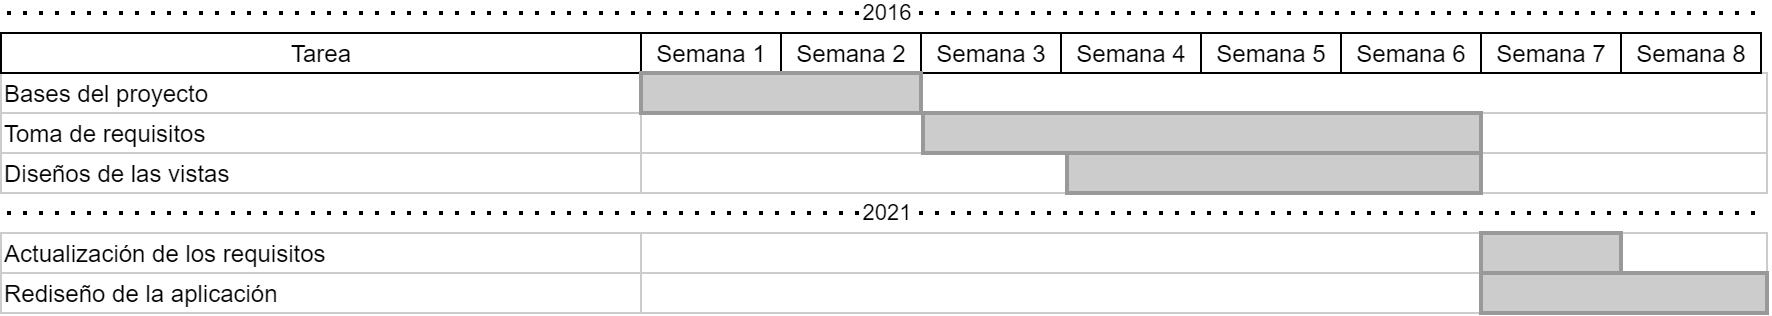 2016
Tarea Semana 1 Semana 2 Semana 3 Semana 4 Semana 5 Semana 6 Semana 7 Semana 8
Bases del proyecto
Toma de requisitos
Diseños de las vistas
2021
Actualización de los requisitos
Rediseño de la aplicación